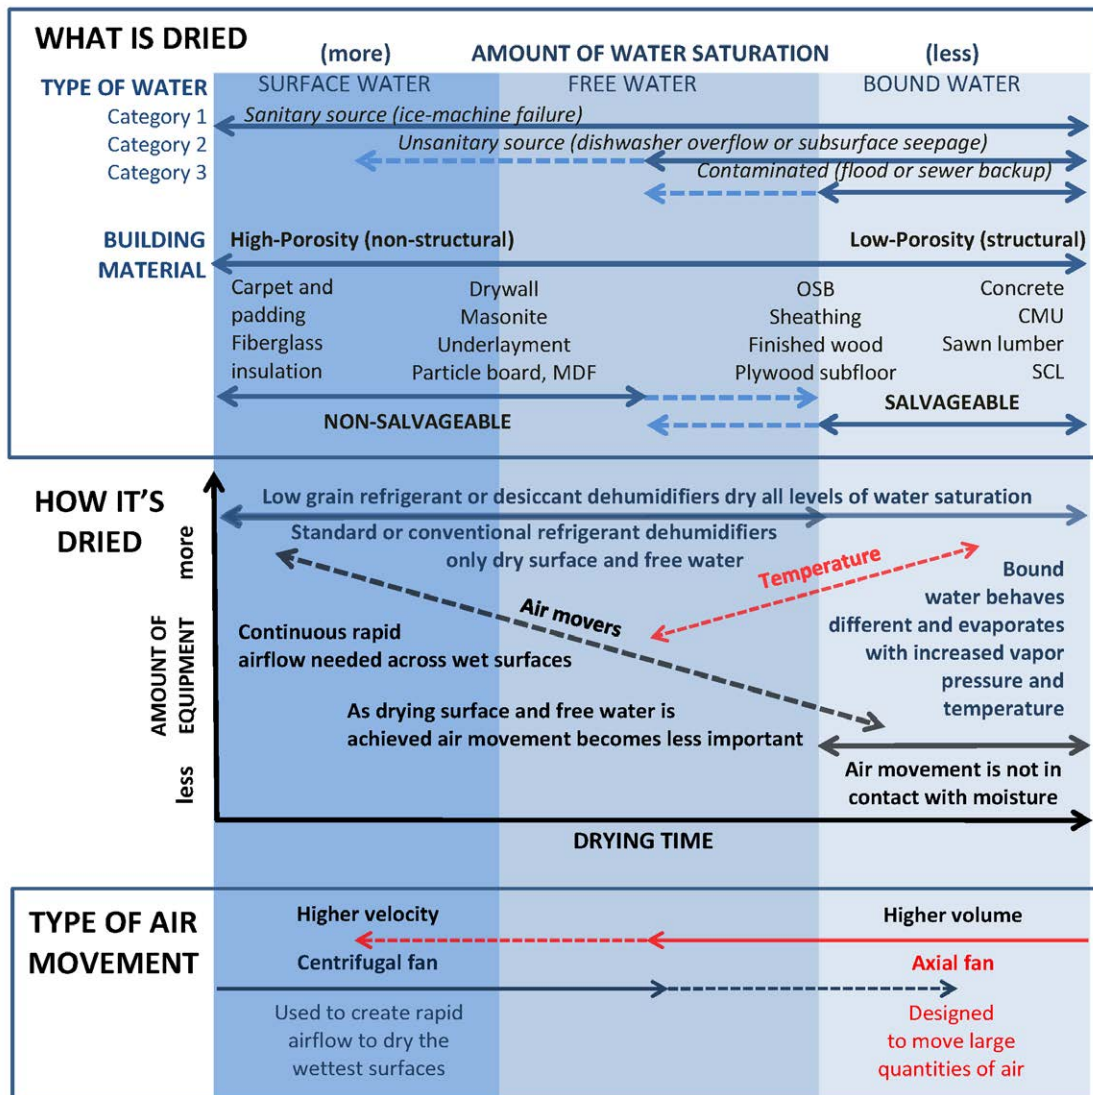 WHAT IS DRIED
(more) AMOUNT OF WATER SATURATION (less)
TYPE OF WATER
SURFACE WATER FREE WATER BOUND WATER
Category 1
Sanitary source (ice-machine failure)
Category 2
Unsanitary source (dishwasher overflow or subsurface seepage)
Category 3
Contaminated (flood or sewer backup)
BUILDING
MATERIAL
High-Porosity (non-structural)
Low-Porosity (structural)
Carpet and
padding
Fiberglass
insulation
Drywall
Masonite
Underlayment
Particle board, MDF
OSB
Sheathing
Finished wood
Plywood subfloor
Concrete
CMU
Sawn lumber
SCL
NON-SALVAGEABLE
SALVAGEABLE
HOW IT'S
DRIED
AMOUNT OF
EQUIPMENT
more
less
Low grain refrigerant or desiccant dehumidifiers dry all levels of water saturation
Standard or conventional refrigerant dehumidifiers
only dry surface and free water
Temperature
Air movers
Bound
water behaves
different and evaporates
with increased vapor
pressure and
temperature
Continuous rapid
airflow needed across wet surfaces
As drying surface and free water is
achieved air movement becomes less important
Air movement is not in
contact with moisture
DRYING TIME
TYPE OF AIR
MOVEMENT
Higher velocity
Higher volume
Centrifugal fan
Axial fan
Used to create rapid
airflow to dry the
wettest surfaces
Designed
to move large
quantities of air